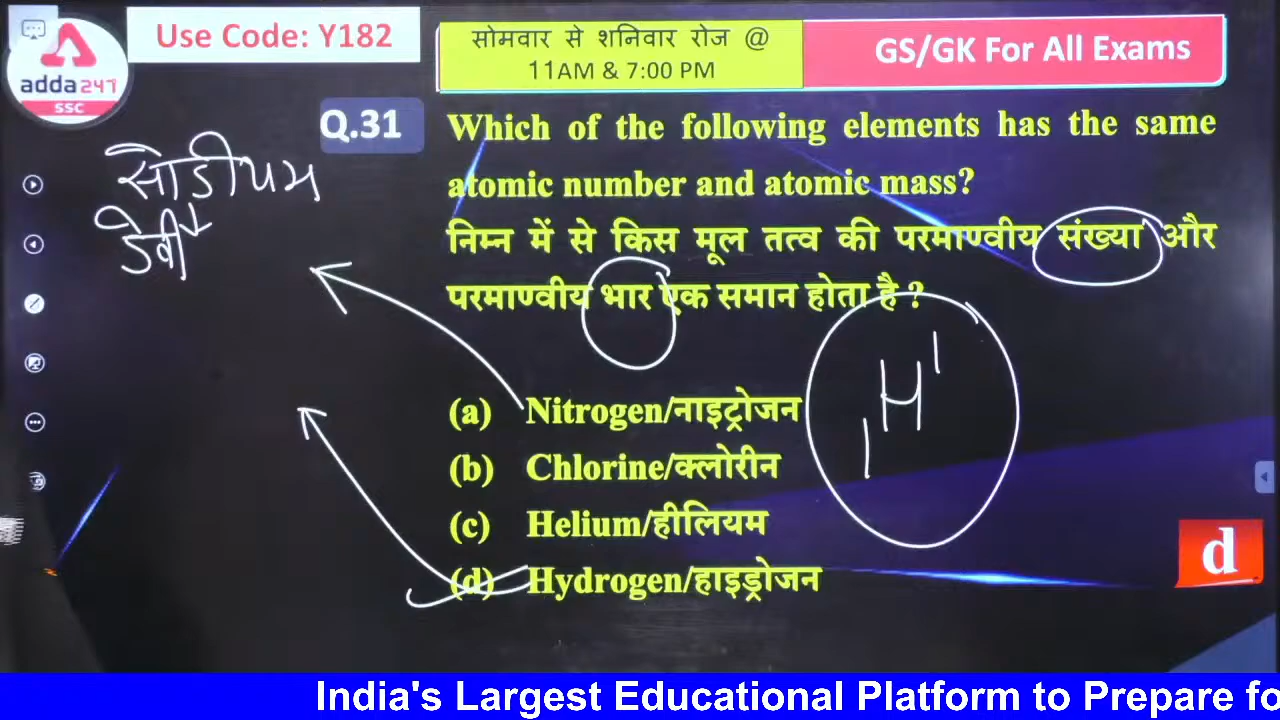 Use Code: Y182
सोमवार से शनिवार रोज @
11AM & 7:00 PM
GS/GK For All Exams
adda247
SSC
Q.31
Which of the following elements has the same
atomic number and atomic mass?
निम्न में से किस मूल तत्व की परमाण्वीय संख्या और
परमाण्वीय भार एक समान होता है ?
सोडीयम
डेवी
(a) Nitrogen/नाइट्रोजन
(b) Chlorine/क्लोरीन
(c) Helium/हीलियम
(d) Hydrogen/हाइड्रोजन
1H1
d
India's Largest Educational Platform to Prepare fo